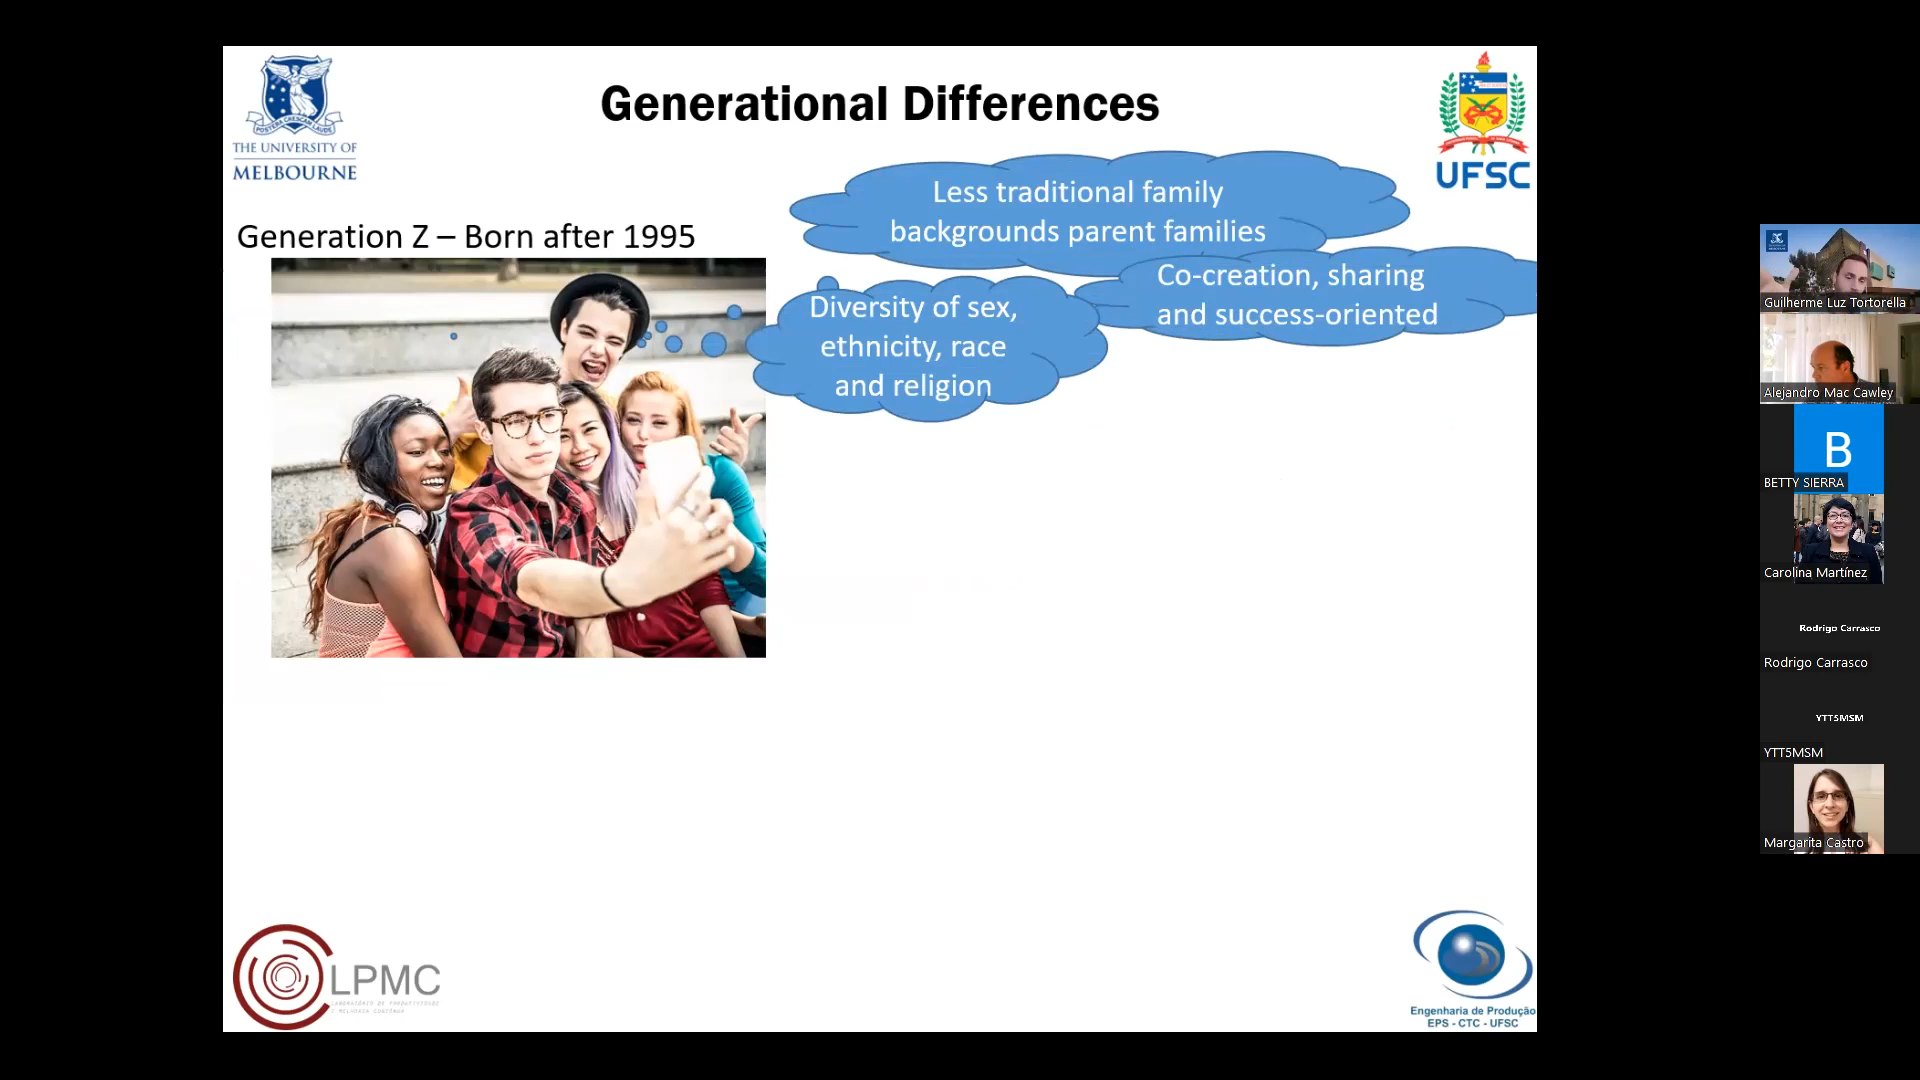 Generational Differences
THE UNIVERSITY OF
MELBOURNE
UFSC
Generation Z – Born after 1995
Less traditional family
backgrounds parent families
Co-creation, sharing
and success-oriented
Diversity of sex,
ethnicity, race
and religion
LPMC
Engenharia de Produção
EPS - CTC - UFSC
Guilherme Luz Tortorella
Alejandro Mac Cawley
B
BETTY SIERRA
Carolina Martínez
Rodrigo Carrasco
Rodrigo Carrasco
YTT5MSM
YTT5MSM
Margarita Castro